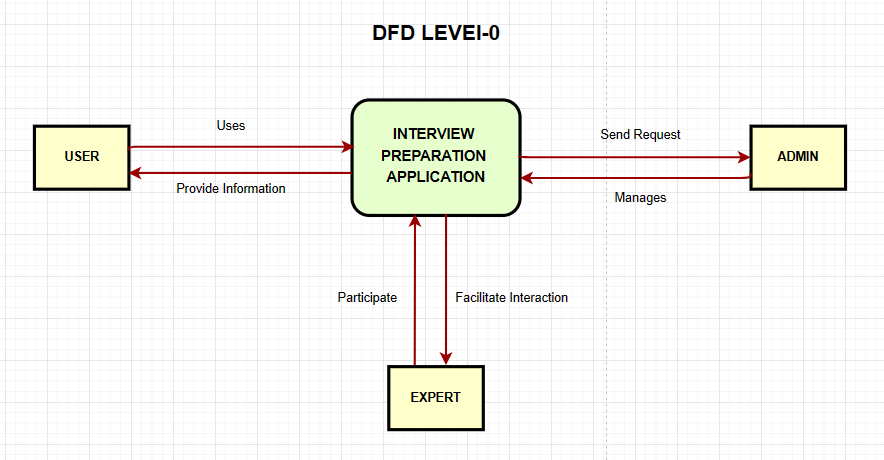 DFD LEVEl-0
Uses
USER
Provide Information
INTERVIEW
PREPARATION
APPLICATION
Send Request
ADMIN
Manages
Participate
Facilitate Interaction
EXPERT